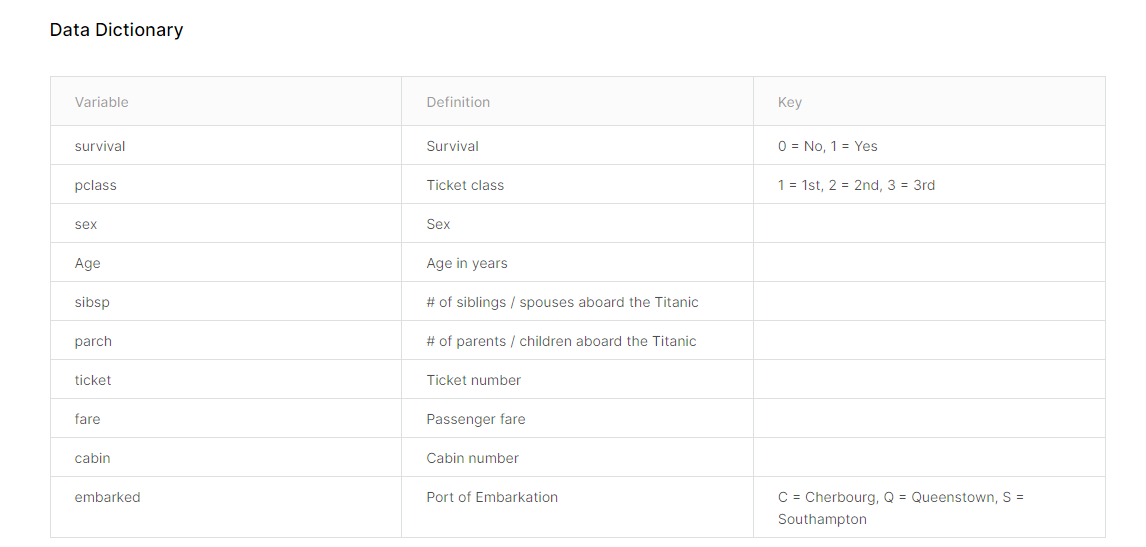 Data Dictionary
Variable Definition Key
survival Survival 0 = No, 1 = Yes
pclass Ticket class 1 = 1st, 2 = 2nd, 3 = 3rd
sex Sex
Age Age in years
sibsp # of siblings / spouses aboard the Titanic
parch # of parents / children aboard the Titanic
ticket Ticket number
fare Passenger fare
cabin Cabin number
embarked Port of Embarkation C = Cherbourg, Q = Queenstown, S =
Southampton